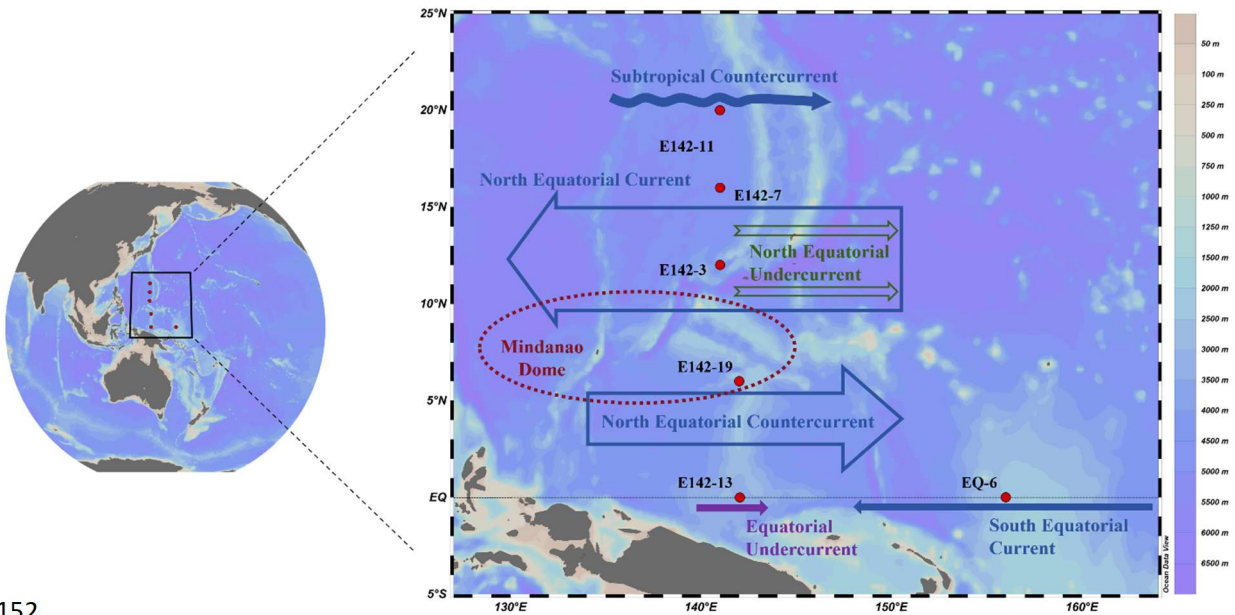 25°N
20°N
15°N
10°N
5°N
EQ
5°S
130°E
140°E
150°E
160°E
Subtropical Countercurrent
E142-11
North Equatorial Current
E142-7
North Equatorial
Undercurrent
E142-3
Mindanao
Dome
E142-19
North Equatorial Countercurrent
E142-13
EQ-6
Equatorial
Undercurrent
South Equatorial
Current
Ocean Data View
50 m
100 m
250 m
500 m
750 m
1000 m
1500 m
2000 m
2500 m
3000 m
3500 m
4000 m
4500 m
5000 m
5500 m
6000 m
6500 m
152